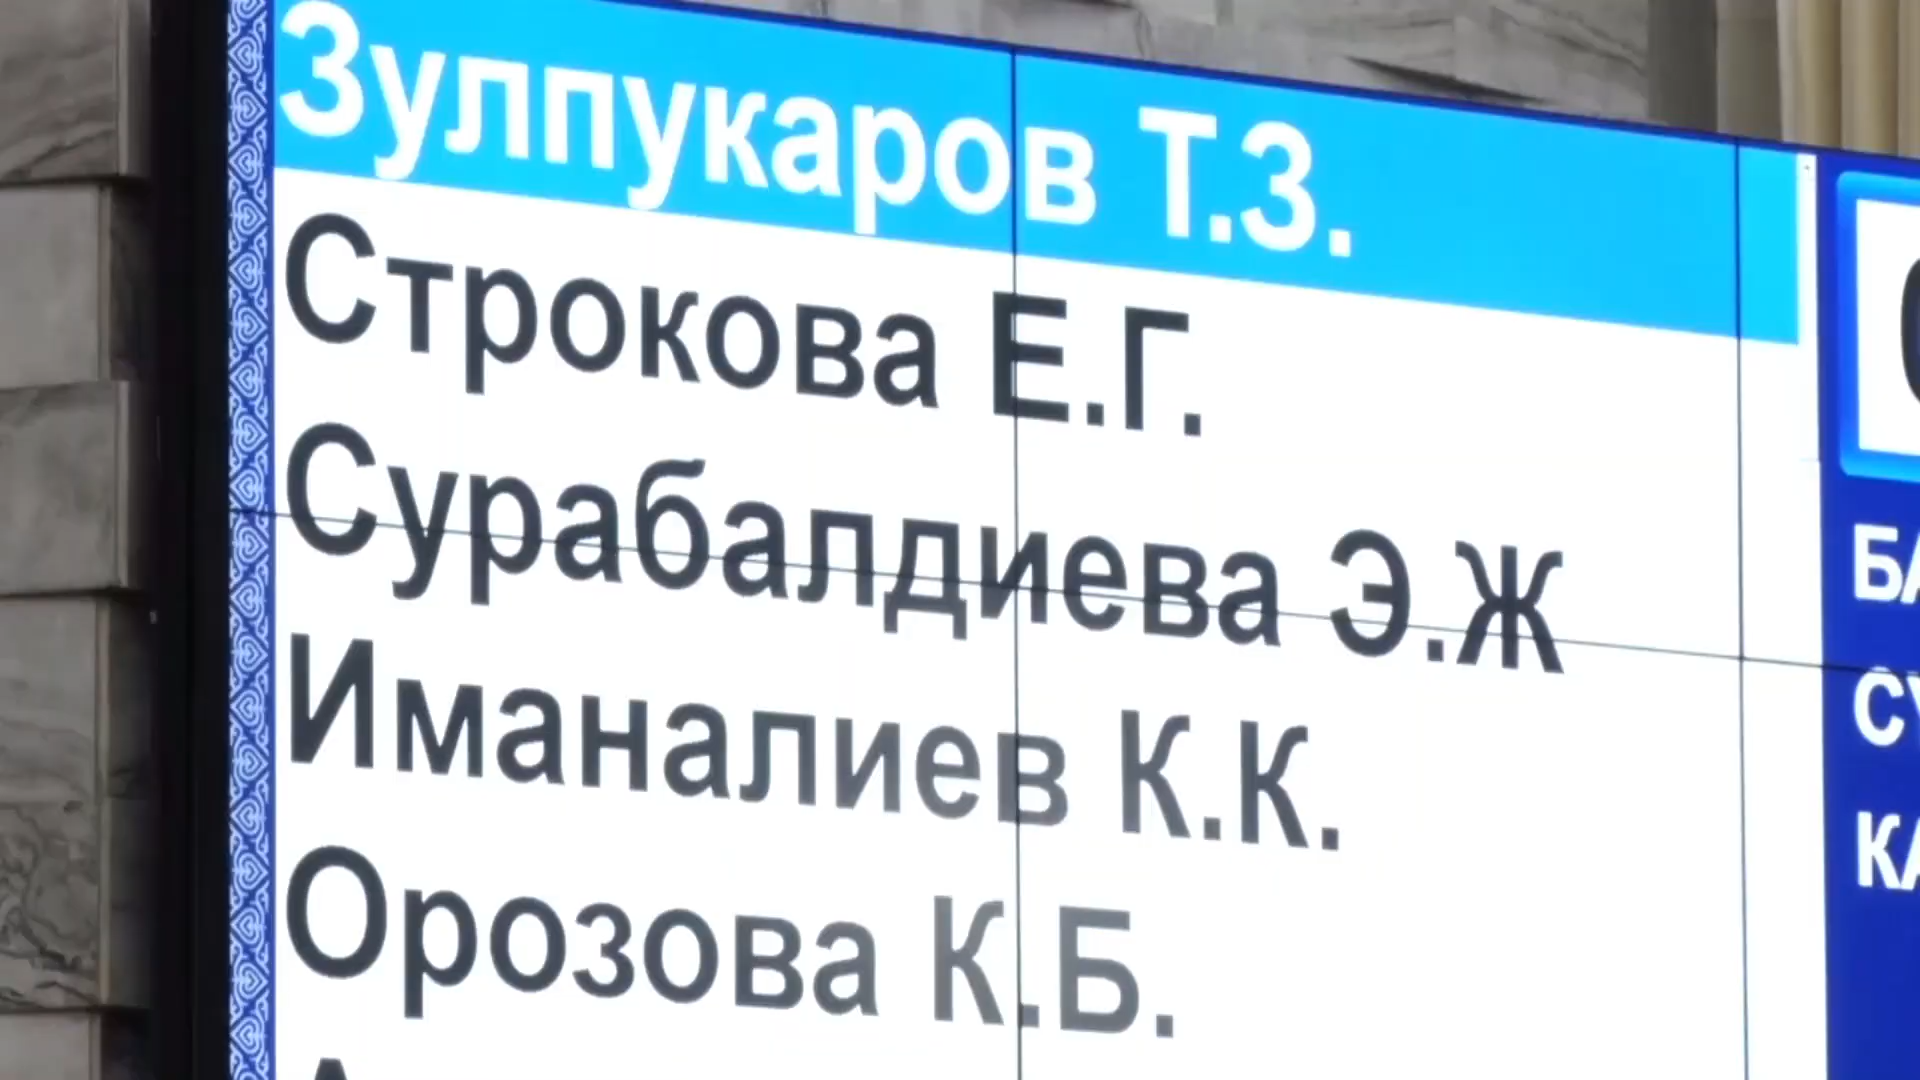 Зулпукаров Т.З.
Строкова Е.Г.
Сурабалдиева Э.Ж
Иманалиев К.К.
Орозова К.Б.